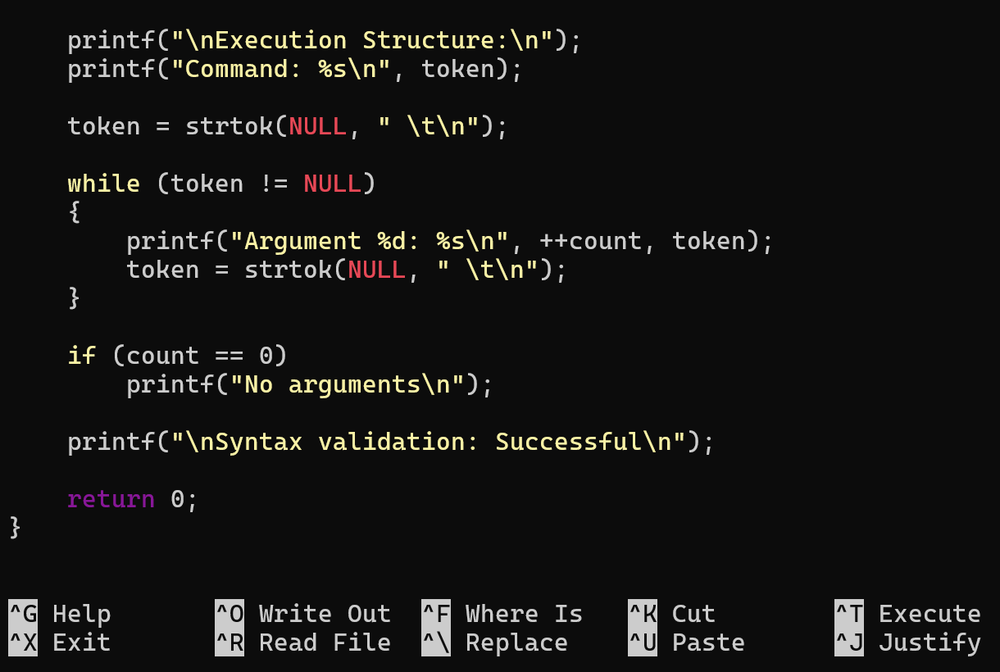 printf("\nExecution Structure:\n");
printf("Command: %s\n", token);
token = strtok(NULL, " \t\n");
while (token != NULL)
{
printf("Argument %d: %s\n", ++count, token);
token = strtok(NULL, " \t\n");
}
if (count == 0)
printf("No arguments\n");
printf("\nSyntax validation: Successful\n");
return 0;
}
^G Help ^O Write Out ^F Where Is ^K Cut ^T Execute
^X Exit ^R Read File ^\ Replace ^U Paste ^J Justify